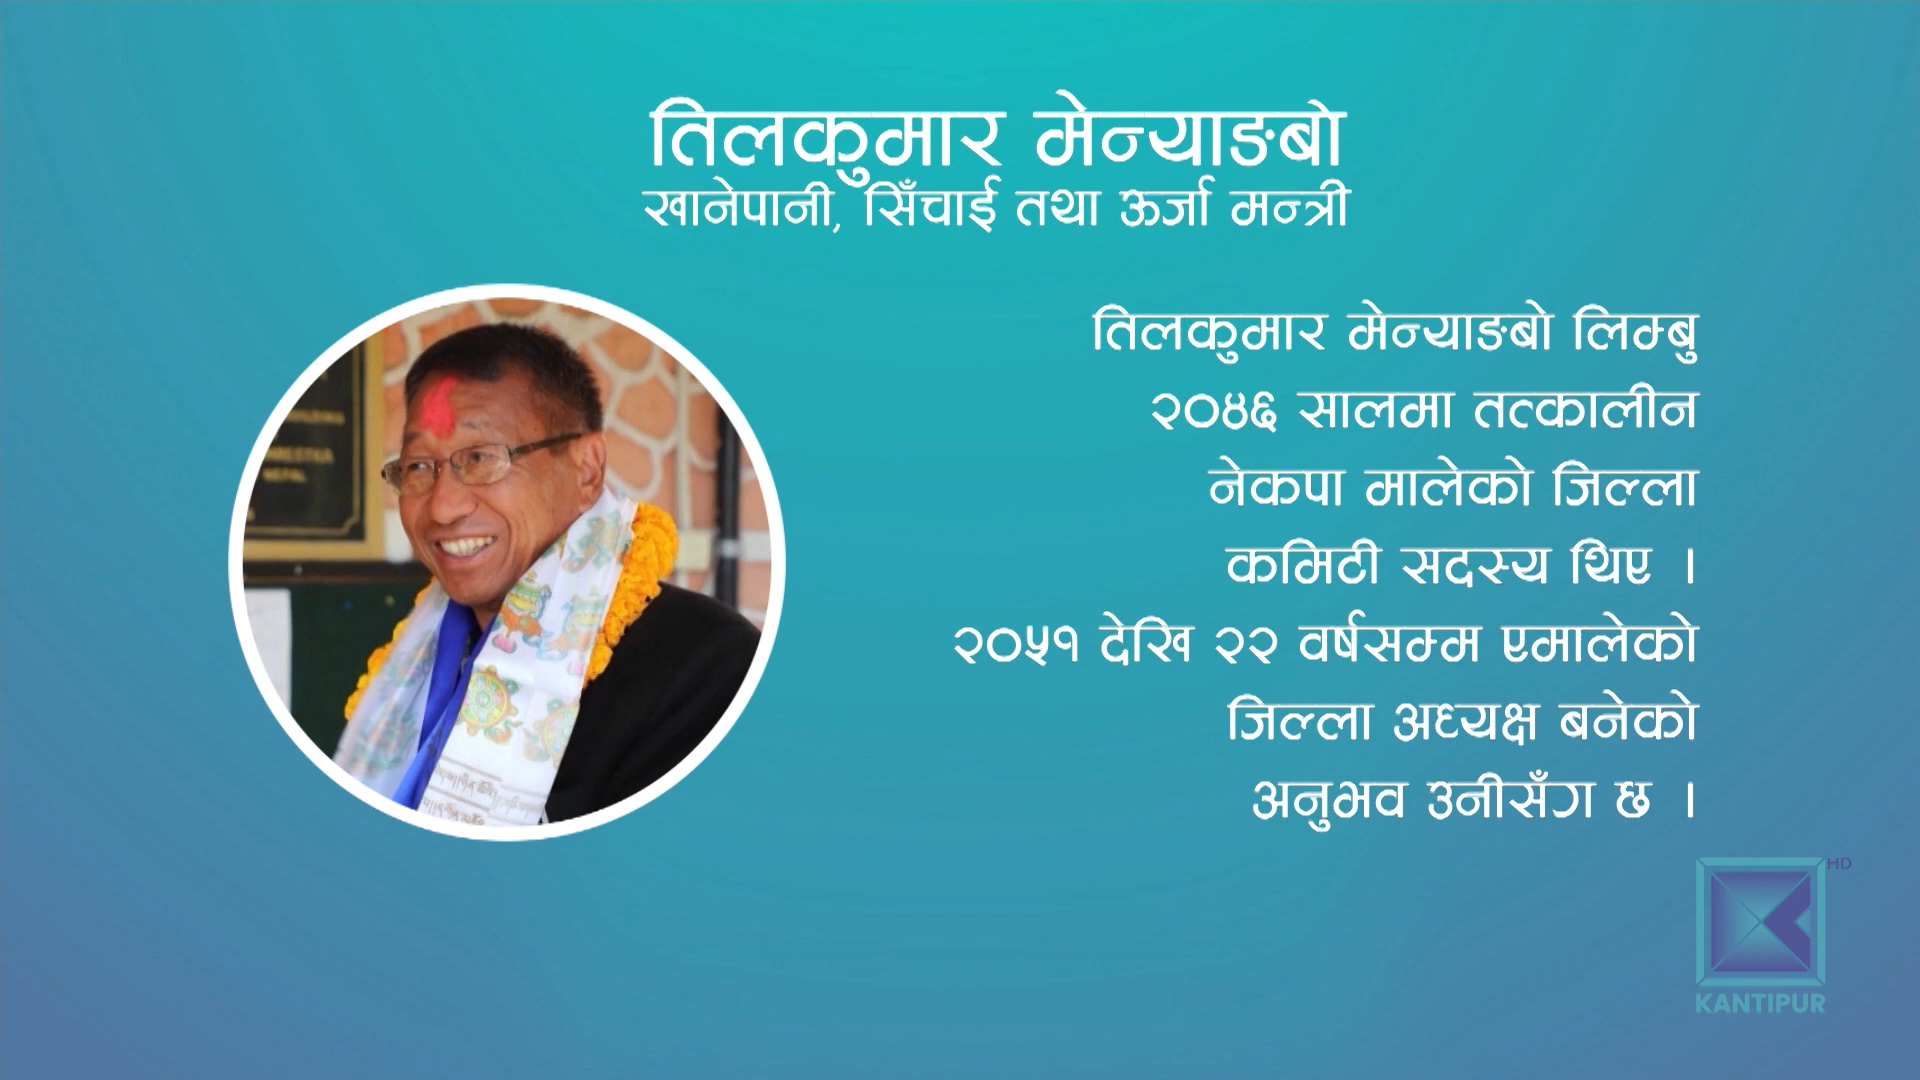 तिलकुमार मेन्याङबो
खानेपानी, सिँचाई तथा ऊर्जा मन्त्री
तिलकुमार मेन्याङबो लिम्बु
२०४६ सालमा तत्कालीन
नेकपा मालेको जिल्ला
कमिटी सदस्य थिए ।
२०५१ देखि २२ वर्षसम्म एमालेको
जिल्ला अध्यक्ष बनेको
अनुभव उनीसँग छ ।
HD
KANTIPUR
NEPAL